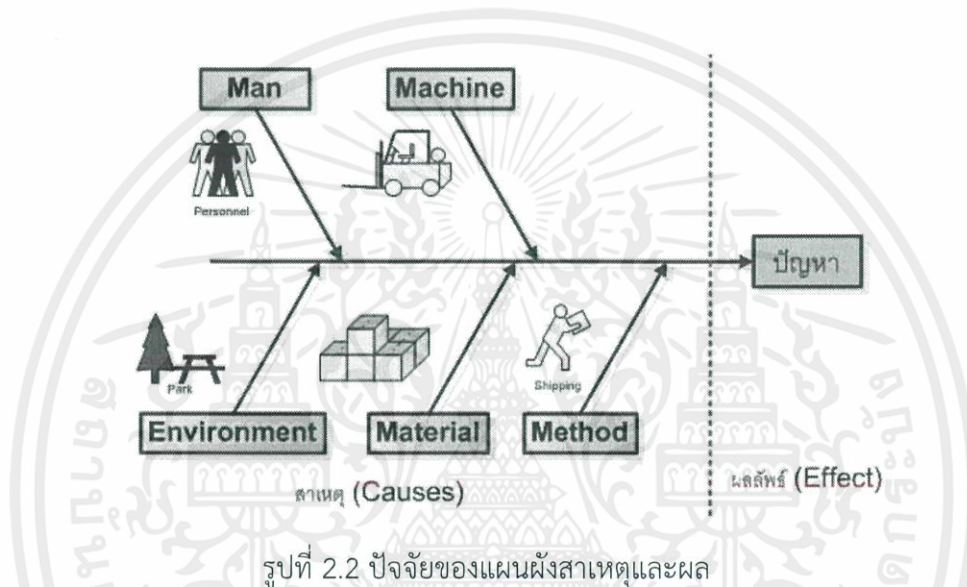 Man
Machine
Personnel
ปัญหา
Park
Shipping
Environment
Material
Method
สาเหตุ (Causes)
ผลลัพธ์ (Effect)
รูปที่ 2.2 ปัจจัยของแผนผังสาเหตุและผล